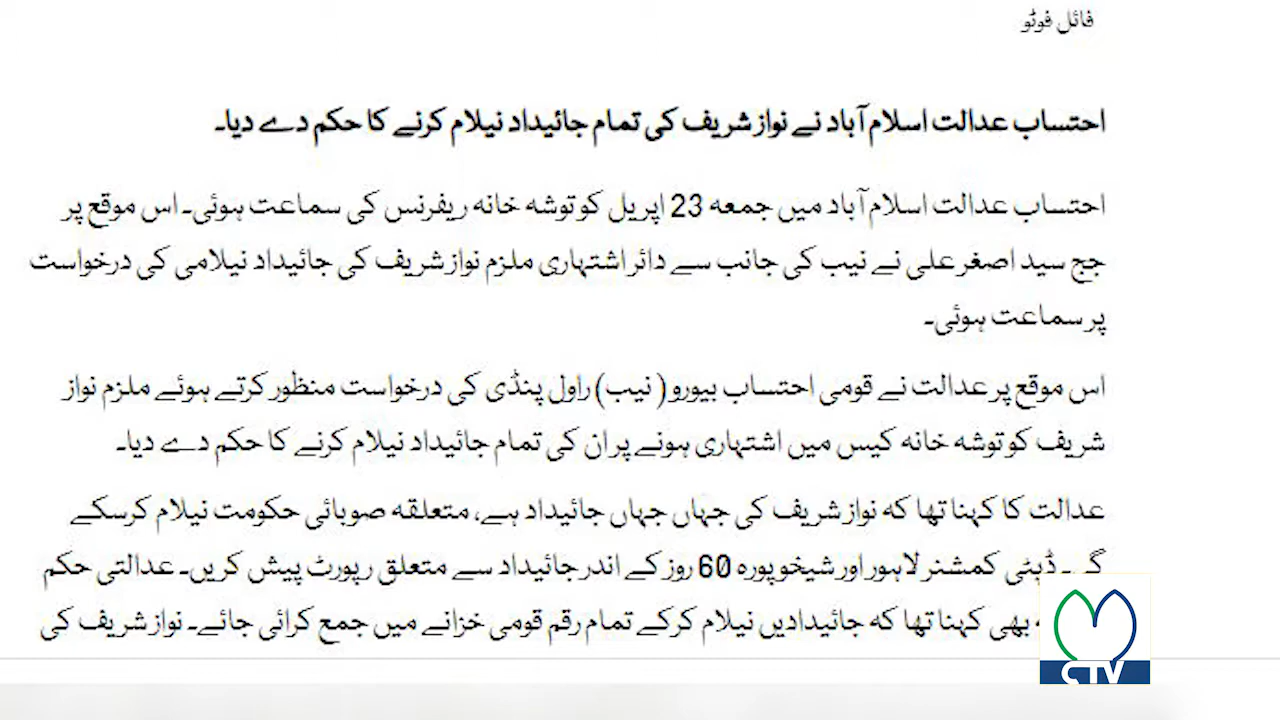 فائل فوٹو
احتساب عدالت اسلام آباد نے نواز شریف کی تمام جائیداد نیلام کرنے کا حکم دے دیا۔
احتساب عدالت اسلام آباد میں جمعہ 23 اپریل کو توشہ خانہ ریفرنس کی سماعت ہوئی۔ اس موقع پر
جج سید اصغر علی نے نیب کی جانب سے دائر اشتہاری ملزم نواز شریف کی جائیداد نیلامی کی درخواست
پر سماعت ہوئی۔
اس موقع پر عدالت نے قومی احتساب بیورو ( نیب) راول پنڈی کی درخواست منظور کرتے ہوئے ملزم نواز
شریف کو توشہ خانہ کیس میں اشتہاری ہونے پر ان کی تمام جائیداد نیلام کرنے کا حکم دے دیا۔
عدالت کا کہنا تھا کہ نواز شریف کی جہاں جہاں جائیداد ہے، متعلقہ صوبائی حکومت نیلام کرسکے
گی۔ ڈپٹی کمشنر لاہور اور شیخوپورہ 60 روز کے اندر جائیداد سے متعلق رپورٹ پیش کریں۔ عدالتی حکم
بھی کہنا تھا کہ جائیدادیں نیلام کرکے تمام رقم قومی خزانے میں جمع کرائی جائے۔ نواز شریف کی
STV